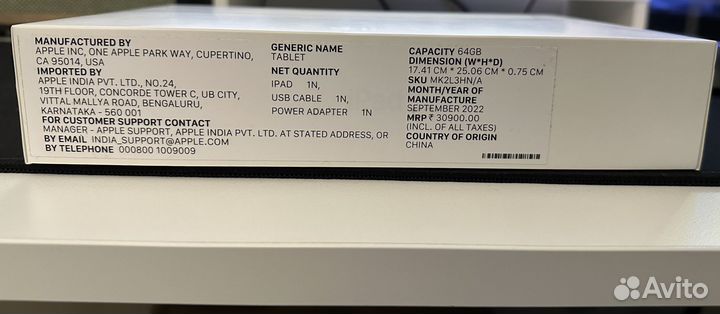 MANUFACTURED BY
APPLE INC, ONE APPLE PARK WAY, CUPERTINO,
CA 95014, USA
IMPORTED BY
APPLE INDIA PVT. LTD., NO.24,
19TH FLOOR, CONCORDE TOWER C, UB CITY,
VITTAL MALLYA ROAD, BENGALURU,
KARNATAKA - 560 001
FOR CUSTOMER SUPPORT CONTACT
MANAGER - APPLE SUPPORT, APPLE INDIA PVT. LTD. AT STATED ADDRESS, OR
BY EMAIL INDIA_SUPPORT@APPLE.COM
BY TELEPHONE 000800 1009009
GENERIC NAME
TABLET
NET QUANTITY
IPAD 1N,
USB CABLE 1N,
POWER ADAPTER 1N
CAPACITY 64GB
DIMENSION (W*H*D)
17.41 CM * 25.06 CM * 0.75 CM
SKU MK2L3HN/A
MONTH/YEAR OF
MANUFACTURE
SEPTEMBER 2022
MRP ₹ 30900.00
(INCL. OF ALL TAXES)
COUNTRY OF ORIGIN
CHINA
Avito